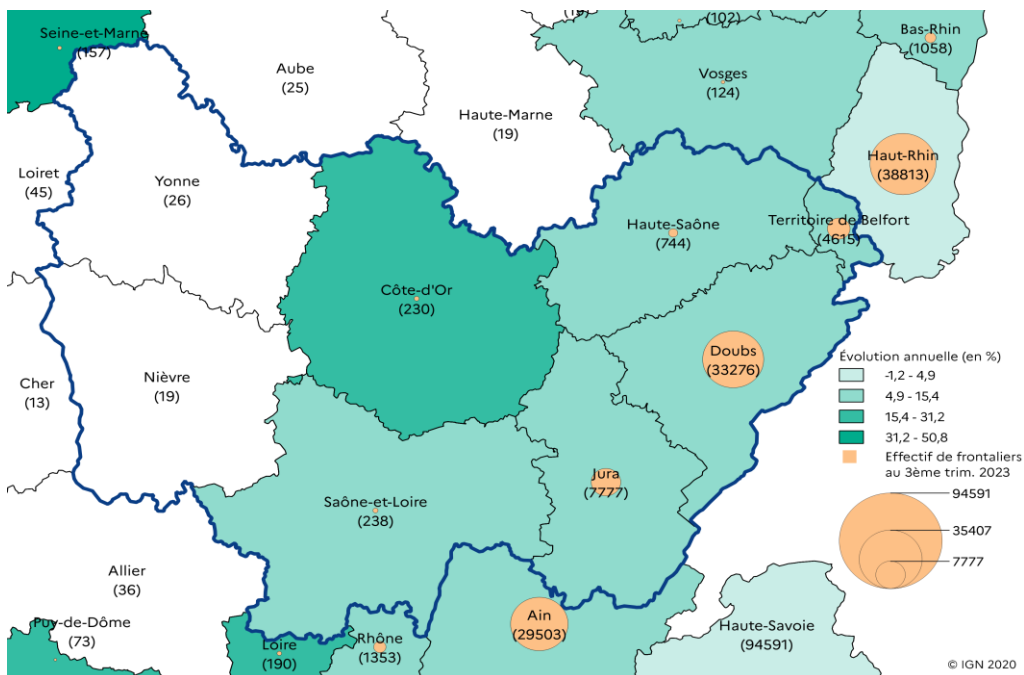 Seine-et-Marne
(157)
(102)
Bas-Rhin
(1058)
Aube
(25)
Vosges
(124)
Haute-Marne
(19)
Haut-Rhin
(38813)
Loiret
(45)
Yonne
(26)
Haute-Saône
(744)
Territoire de Belfort
(4615)
Côte-d'Or
(230)
Doubs
(33276)
Cher
(13)
Nièvre
(19)
Évolution annuelle (en %)
-1,2 - 4,9
4,9 - 15,4
15,4 - 31,2
31,2 - 50,8
Effectif de frontaliers
au 3ème trim. 2023
94591
35407
7777
Jura
(7777)
Saône-et-Loire
(238)
Allier
(36)
Puy-de-Dôme
(73)
Loire
(190)
Rhône
(1353)
Ain
(29503)
Haute-Savoie
(94591)
© IGN 2020